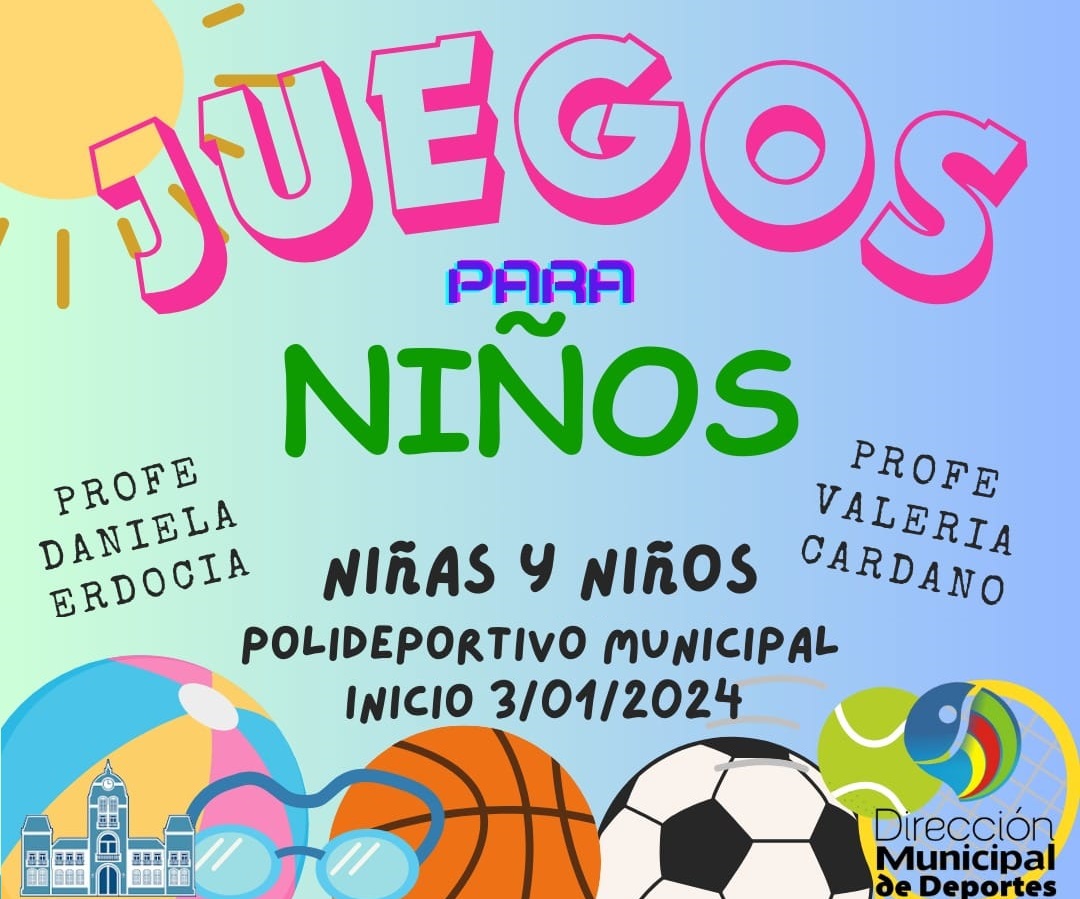 JUEGOS
PARA
NIÑOS
PROFE
DANIELA
ERDOCIA
PROFE
VALERIA
CARDANO
NIÑAS Y NIÑOS
POLIDEPORTIVO MUNICIPAL
INICIO 3/01/2024
Dirección
Municipal
de Deportes